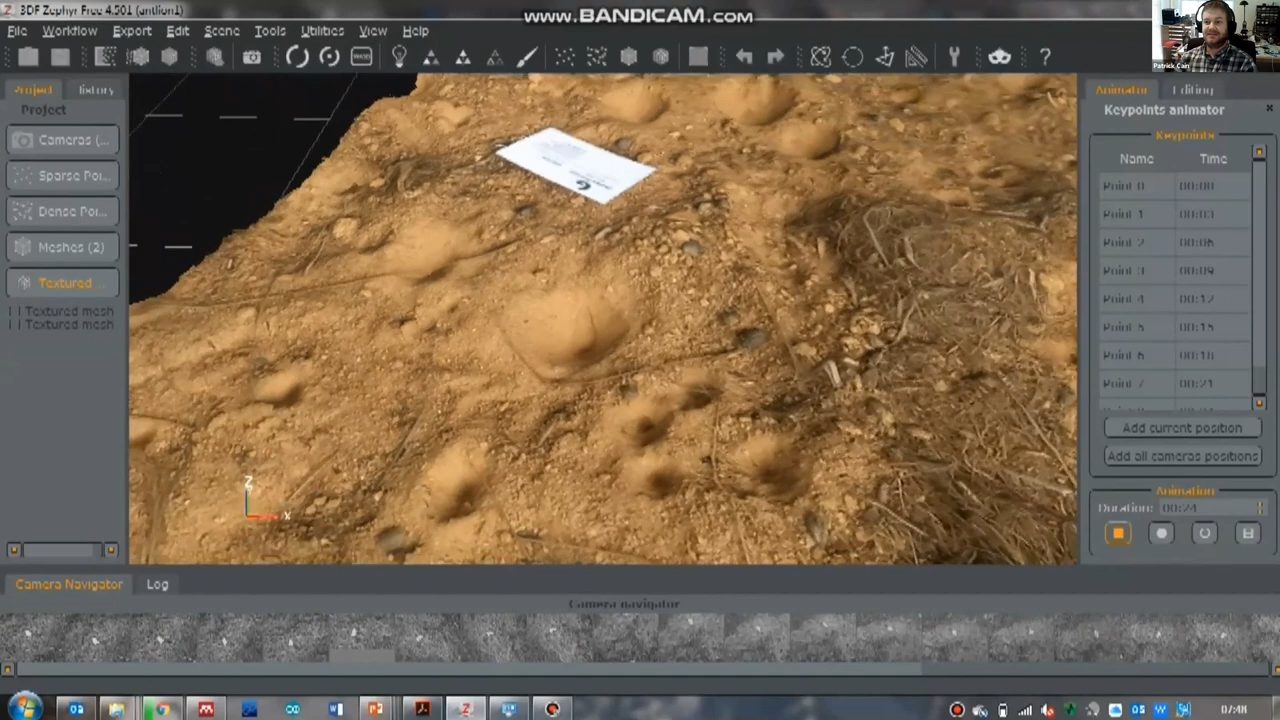 3DF Zephyr Free 4.501 (antlion1)
www.BANDICAM.com
File Workflow Export Edit Scene Tools Utilities View Help
Patrick Cain
Project History
Project
Cameras (...
Sparse Poi...
Dense Poi...
Meshes (2)
Textured ...
Textured mesh
Textured mesh
Z
X
Animator Editing
Keypoints animator
Keypoints
Name Time
Point 0 00:00
Point 1 00:03
Point 2 00:06
Point 3 00:09
Point 4 00:12
Point 5 00:15
Point 6 00:18
Point 7 00:21
Add current position
Add all cameras positions
Animation
Duration: 00:24
Camera Navigator Log
Camera navigator
07:48